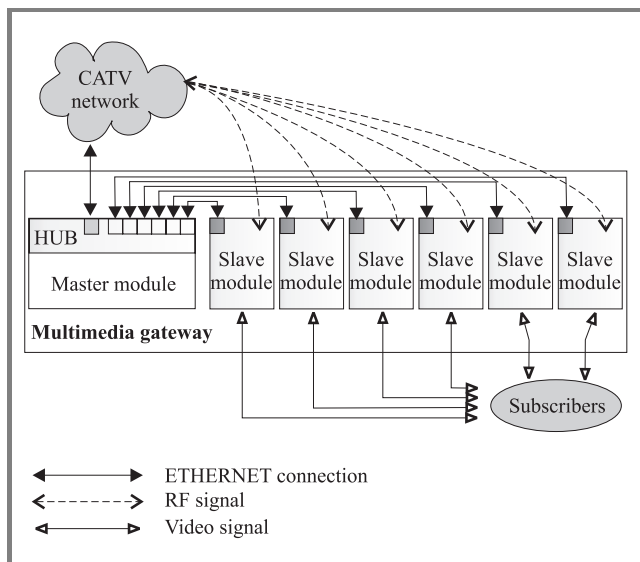 CATV
network
HUB
Master module
Slave
module
Slave
module
Slave
module
Slave
module
Slave
module
Slave
module
Multimedia gateway
Subscribers
ETHERNET connection
RF signal
Video signal